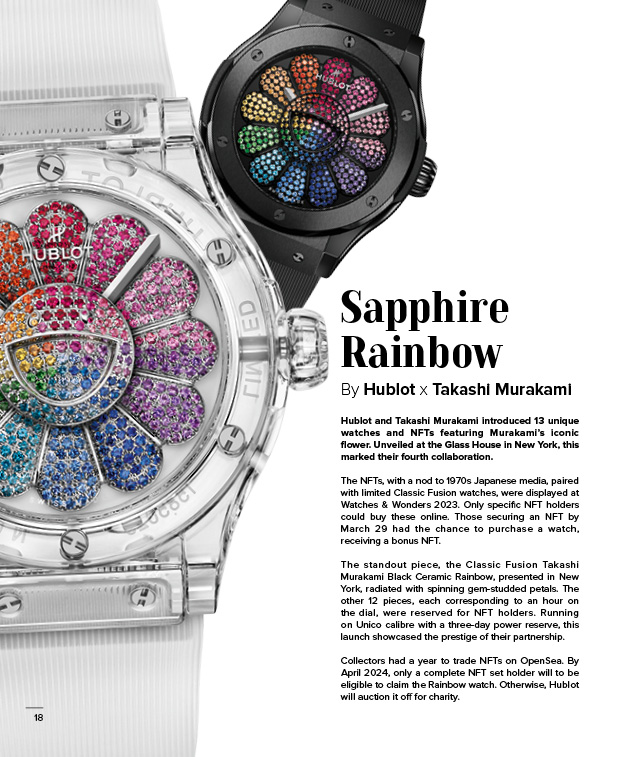 HUBLOT
HUBLOT
LIMITED
Sapphire
Rainbow
By Hublot x Takashi Murakami
Hublot and Takashi Murakami introduced 13 unique
watches and NFTs featuring Murakami's iconic
flower. Unveiled at the Glass House in New York, this
marked their fourth collaboration.
The NFTs, with a nod to 1970s Japanese media, paired
with limited Classic Fusion watches, were displayed at
Watches & Wonders 2023. Only specific NFT holders
could buy these online. Those securing an NFT by
March 29 had the chance to purchase a watch,
receiving a bonus NFT.
The standout piece, the Classic Fusion Takashi
Murakami Black Ceramic Rainbow, presented in New
York, radiated with spinning gem-studded petals. The
other 12 pieces, each corresponding to an hour on
the dial, were reserved for NFT holders. Running
on Unico calibre with a three-day power reserve, this
launch showcased the prestige of their partnership.
Collectors had a year to trade NFTs on OpenSea. By
April 2024, only a complete NFT set holder will to be
eligible to claim the Rainbow watch. Otherwise, Hublot
will auction it off for charity.
18